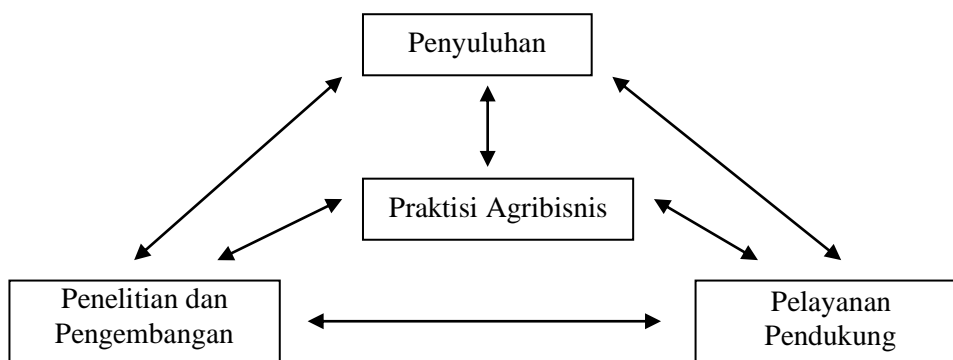 Penyuluhan
Praktisi Agribisnis
Penelitian dan
Pengembangan
Pelayanan
Pendukung